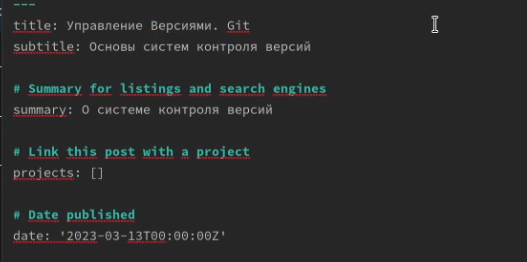 ---
title: Управление Версиями. Git
subtitle: Основы систем контроля версий
# Summary for listings and search engines
summary: О системе контроля версий
# Link this post with a project
projects: []
# Date published
date: '2023-03-13T00:00:00Z'